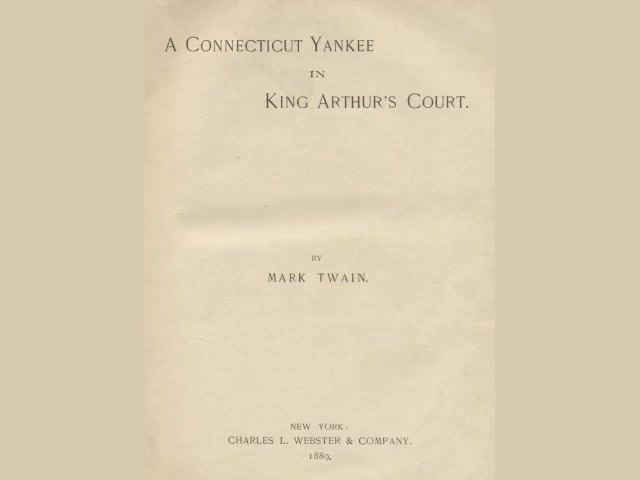 A CONNECTICUT YANKEE
IN
KING ARTHUR'S COURT.
BY
MARK TWAIN.
NEW YORK:
CHARLES L. WEBSTER & COMPANY.
1889.